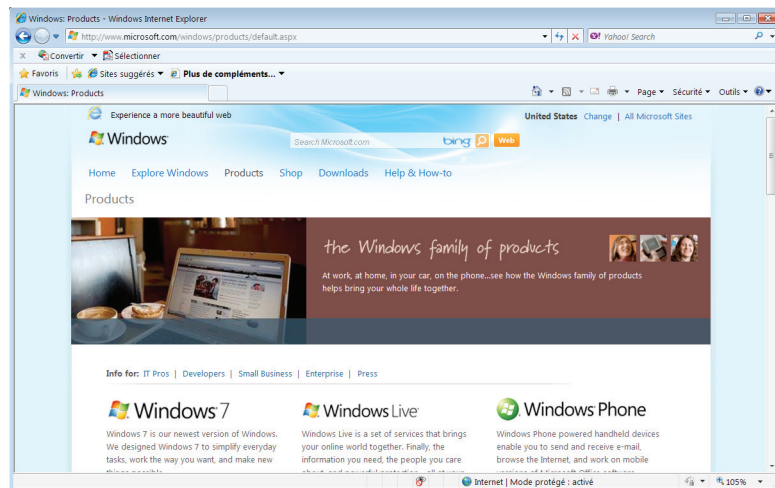 Windows: Products - Windows Internet Explorer
http://www.microsoft.com/windows/products/default.aspx
Yahoo! Search
x Convertir Sélectionner
Favoris Sites suggérés Plus de compléments...
Windows: Products
Page Sécurité Outils
Experience a more beautiful web
United States Change | All Microsoft Sites
Windows
Search Microsoft.com bing Web
Home Explore Windows Products Shop Downloads Help & How-to
Products
the Windows family of products
At work, at home, in your car, on the phone...see how the Windows family of products
helps bring your whole life together.
Info for: IT Pros | Developers | Small Business | Enterprise | Press
Windows 7
Windows 7 is our newest version of Windows.
We designed Windows 7 to simplify everyday
tasks, work the way you want, and make new
things possible
Windows Live
Windows Live is a set of services that brings
your online world together. Finally, the
information you need, the people you care
Windows Phone
Windows Phone powered handheld devices
enable you to send and receive e-mail,
browse the Internet, and work on mobile
versions of Microsoft Office software
Internet | Mode protégé : activé
105%